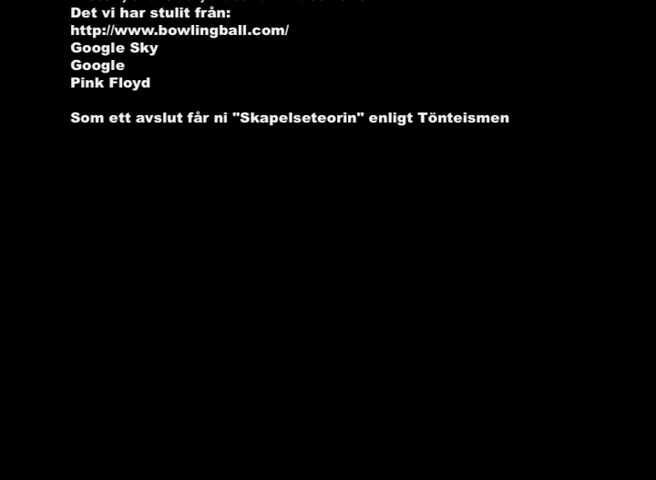 Det vi har stulit från:
http://www.bowlingball.com/
Google Sky
Google
Pink Floyd
Som ett avslut får ni "Skapelseteorin" enligt Tönteismen